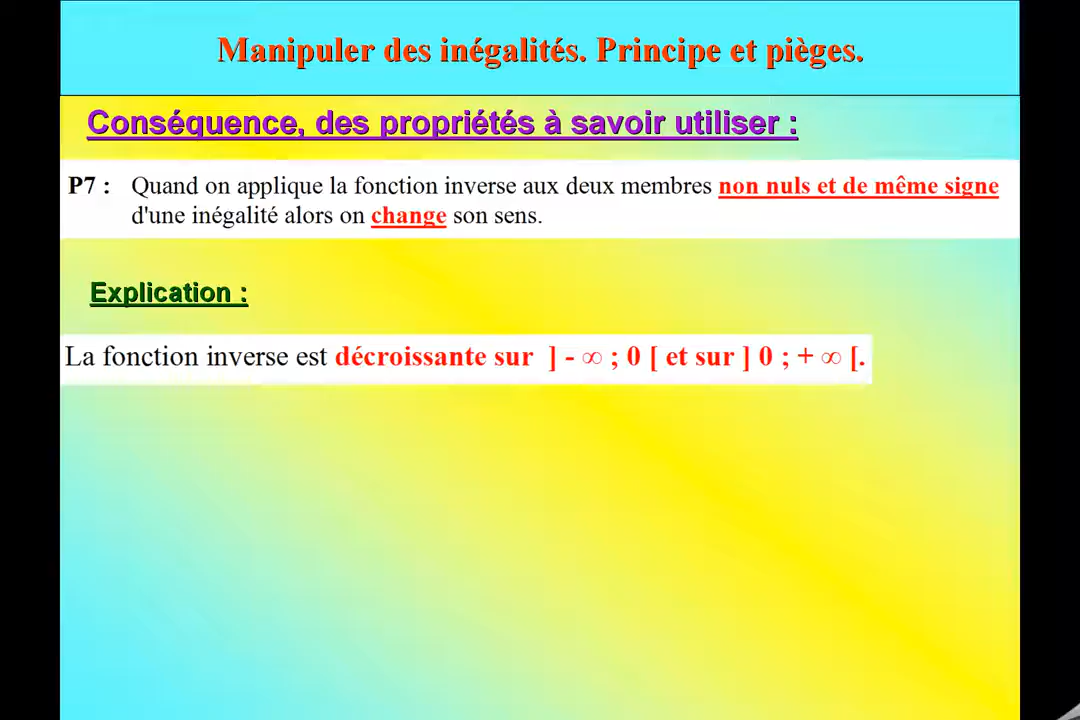 Manipuler des inégalités. Principe et pièges.
Conséquence, des propriétés à savoir utiliser :
P7 : Quand on applique la fonction inverse aux deux membres non nuls et de même signe
d'une inégalité alors on change son sens.
Explication :
La fonction inverse est décroissante sur ] - ∞ ; 0 [ et sur ] 0 ; + ∞ [.